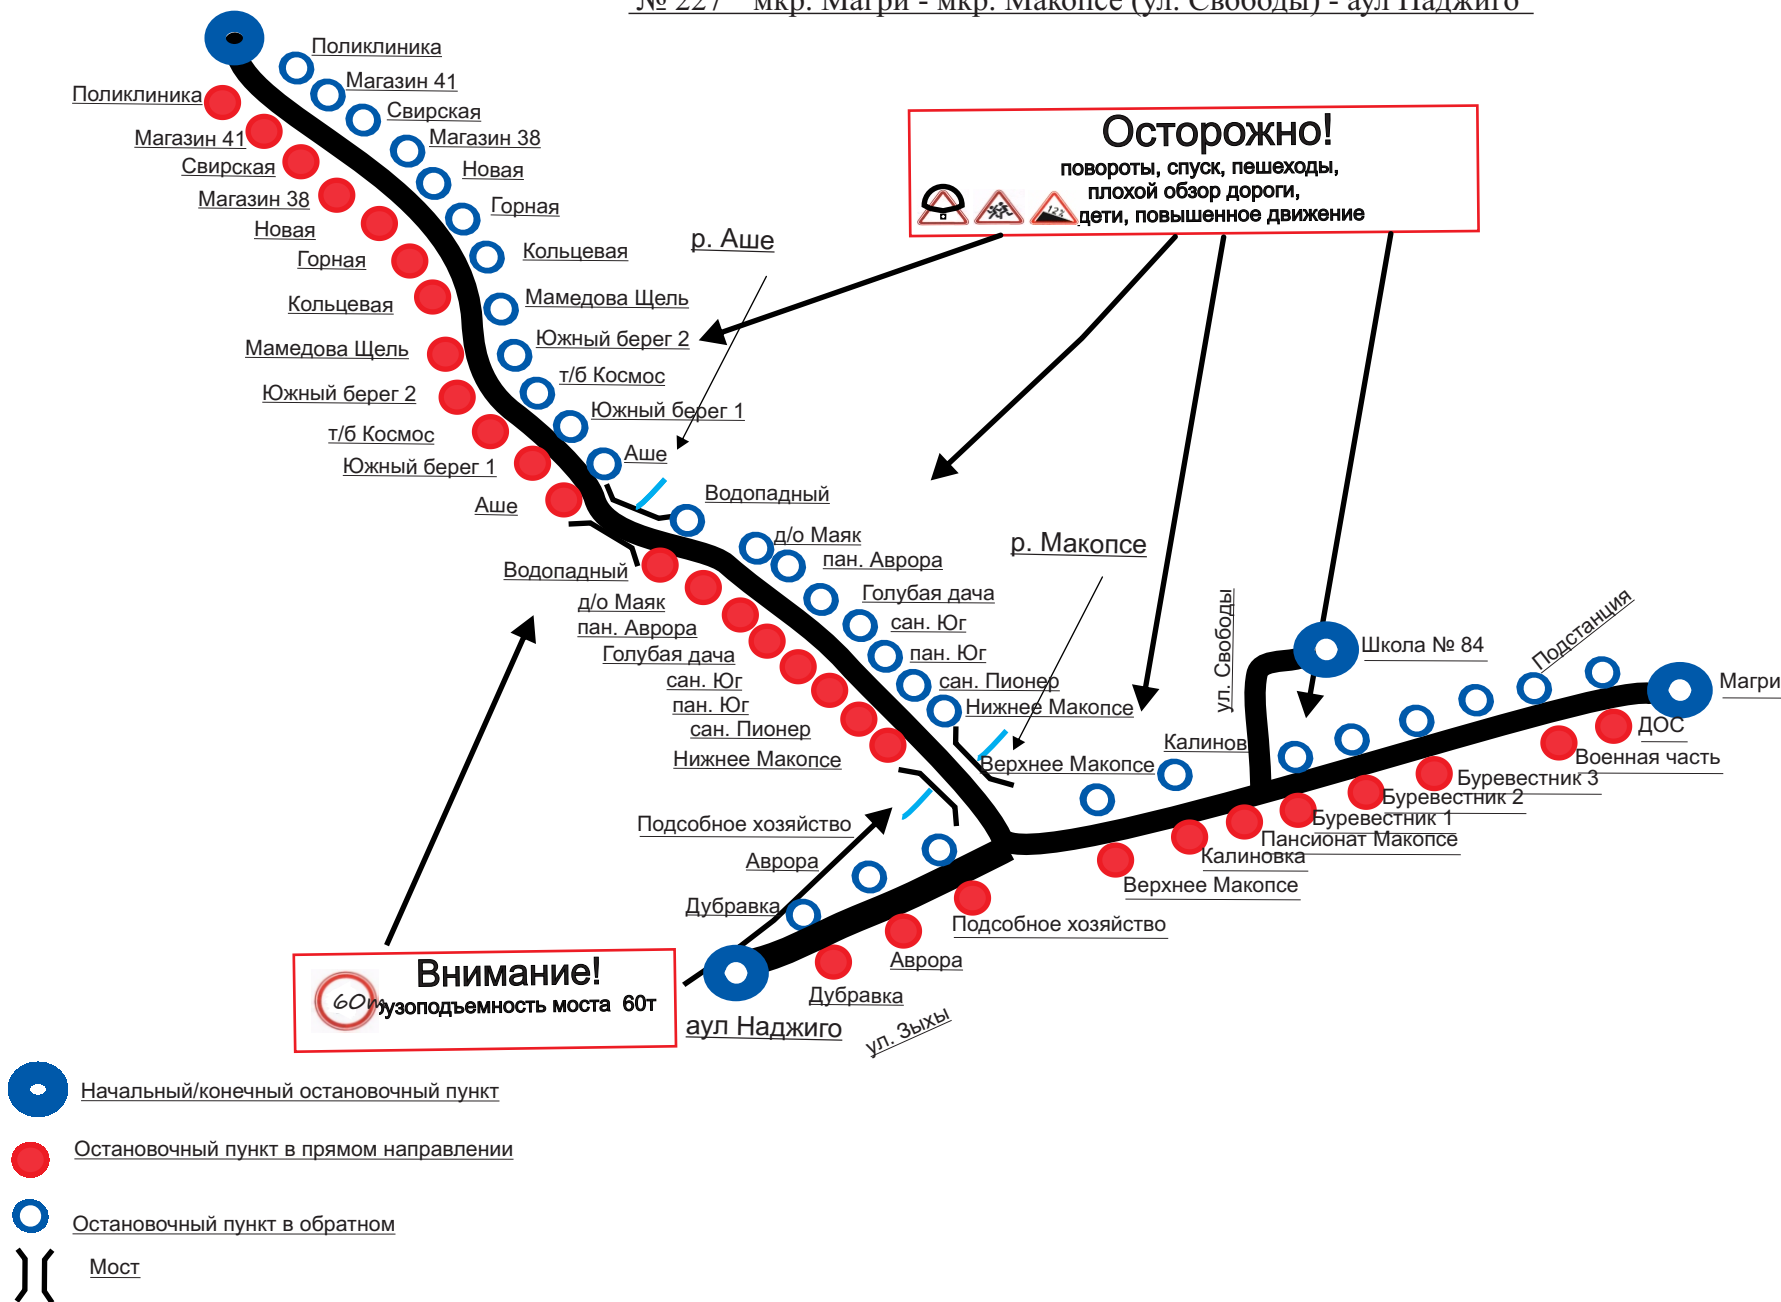 № 227 мкр. Магри - мкр. Макопсе (ул. Свободы) - аул Наджиго
Поликлиника
Магазин 41
Свирская
Магазин 38
Новая
Горная
Кольцевая
Мамедова Щель
Южный берег 2
т/б Космос
Южный берег 1
Аше
Водопадный
д/о Маяк
пан. Аврора
Голубая дача
сан. Юг
пан. Юг
сан. Пионер
Нижнее Макопсе
Поликлиника
Магазин 41
Свирская
Магазин 38
Новая
Горная
Кольцевая
Мамедова Щель
Южный берег 2
т/б Космос
Южный берег 1
Аше
Водопадный
д/о Маяк
пан. Аврора
Голубая дача
сан. Юг
пан. Юг
сан. Пионер
Нижнее Макопсе
р. Аше
р. Макопсе
Осторожно!
повороты, спуск, пешеходы,
плохой обзор дороги,
дети, повышенное движение
12%
Верхнее Макопсе
Калинов
ул. Свободы
Школа № 84
Подстанция
Магри
ДОС
Военная часть
Буревестник 3
Буревестник 2
Буревестник 1
Пансионат Макопсе
Калиновка
Верхнее Макопсе
Подсобное хозяйство
Аврора
Дубравка
Подсобное хозяйство
Аврора
Дубравка
аул Наджиго
ул. Зыхы
Внимание!
60т
рузоподъемность моста 60т
Начальный/конечный остановочный пункт
Остановочный пункт в прямом направлении
Остановочный пункт в обратном
Мост